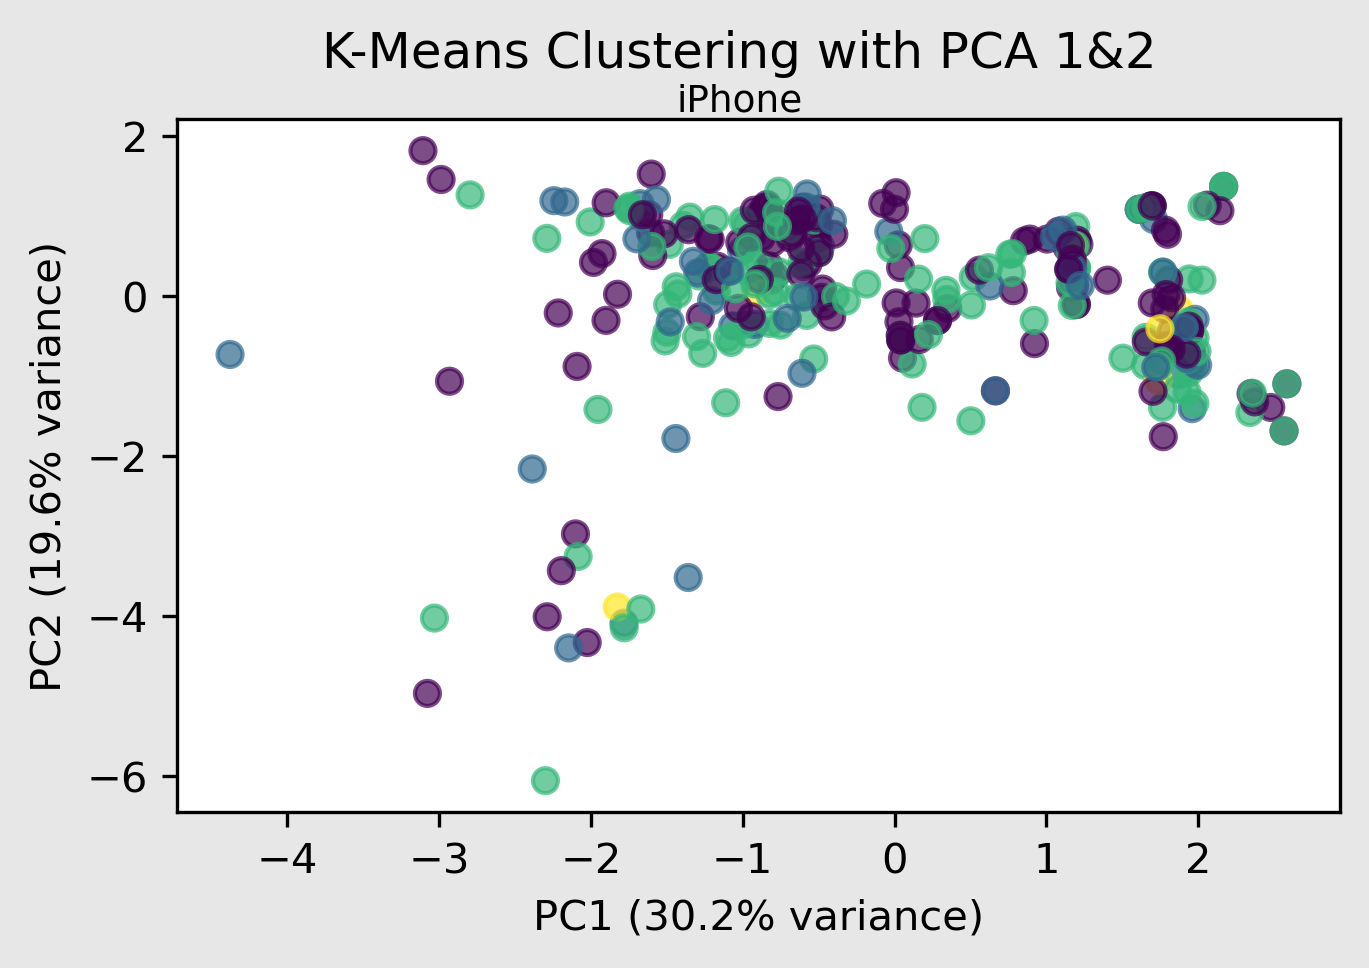 K-Means Clustering with PCA 1&2
iPhone
2
0
−2
−4
−6
PC2 (19.6% variance)
−4 −3 −2 −1 0 1 2
PC1 (30.2% variance)